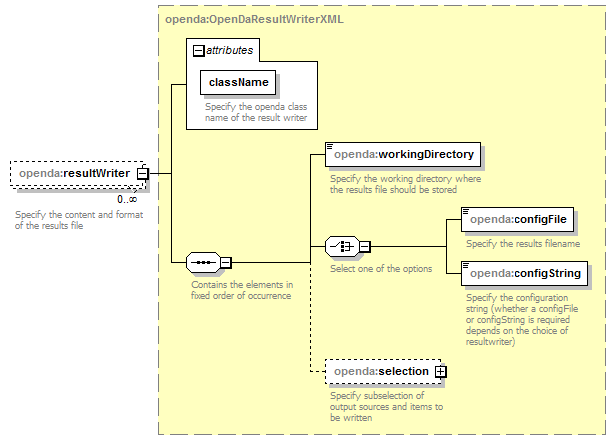 openda:OpenDaResultWriterXML
attributes
className
Specify the openda class
name of the result writer
openda:resultWriter
0..∞
Specify the content and format
of the results file
openda:workingDirectory
Specify the working directory where
the results file should be stored
Contains the elements in
fixed order of occurrence
Select one of the options
openda:configFile
Specify the results filename
openda:configString
Specify the configuration
string (whether a configFile
or configString is required
depends on the choice of
resultwriter)
openda:selection
Specify subselection of
output sources and items to
be written